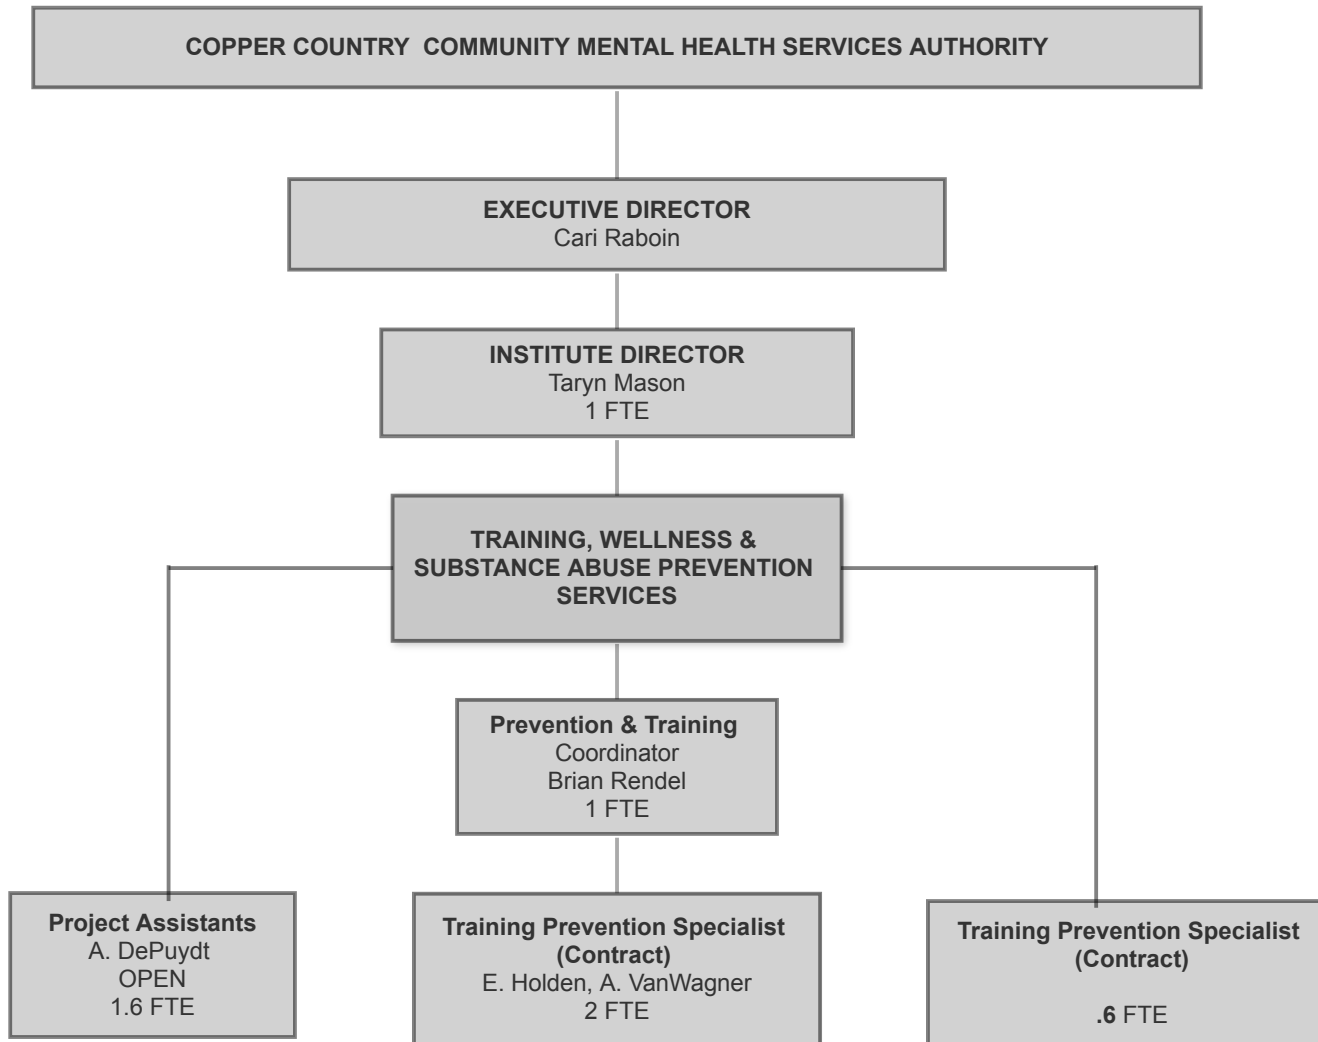 COPPER COUNTRY  COMMUNITY MENTAL HEALTH SERVICES AUTHORITY
EXECUTIVE DIRECTOR
Cari Raboin
INSTITUTE DIRECTOR
Taryn Mason
1 FTE
TRAINING, WELLNESS &
SUBSTANCE ABUSE PREVENTION
SERVICES
Prevention & Training
Coordinator
Brian Rendel
1 FTE
Project Assistants
A. DePuydt
OPEN
1.6 FTE
Training Prevention Specialist
(Contract)
E. Holden, A. VanWagner
2 FTE
Training Prevention Specialist
(Contract)
.6 FTE